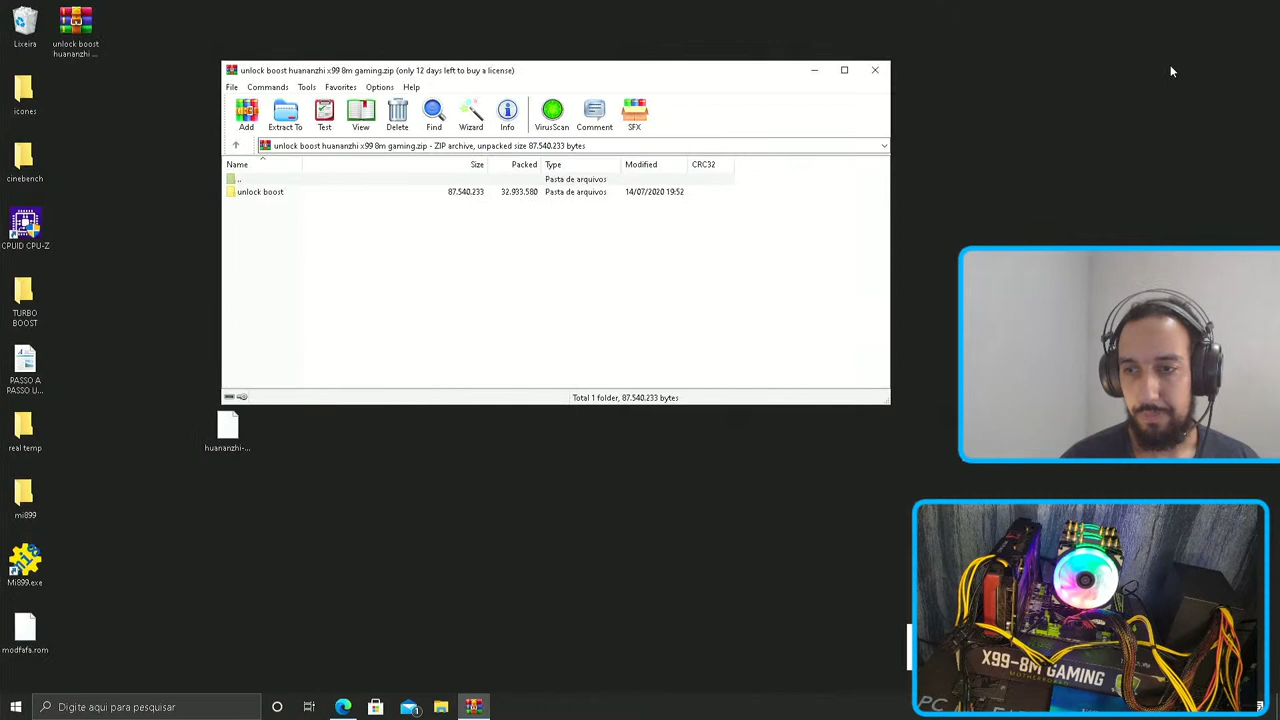 Lixeira
unlock boost
huananzhi ...
icones
cinebench
CPUID CPU-Z
TURBO
BOOST
PASSO A
PASSO U...
real temp
mi899
Mi899.exe
modfafa.rom
huananzhi-...
unlock boost huananzhi x99 8m gaming.zip (only 12 days left to buy a license)
File Commands Tools Favorites Options Help
Add Extract To Test View Delete Find Wizard Info VirusScan Comment SFX
unlock boost huananzhi x99 8m gaming.zip - ZIP archive, unpacked size 87.540.233 bytes
Name Size Packed Type Modified CRC32
.. Pasta de arquivos
unlock boost 87.540.233 32.933.580 Pasta de arquivos 14/07/2020 19:52
Total 1 folder, 87.540.233 bytes
X99-8M GAMING
MOTHERBOARD
Digite aqui para pesquisar
1